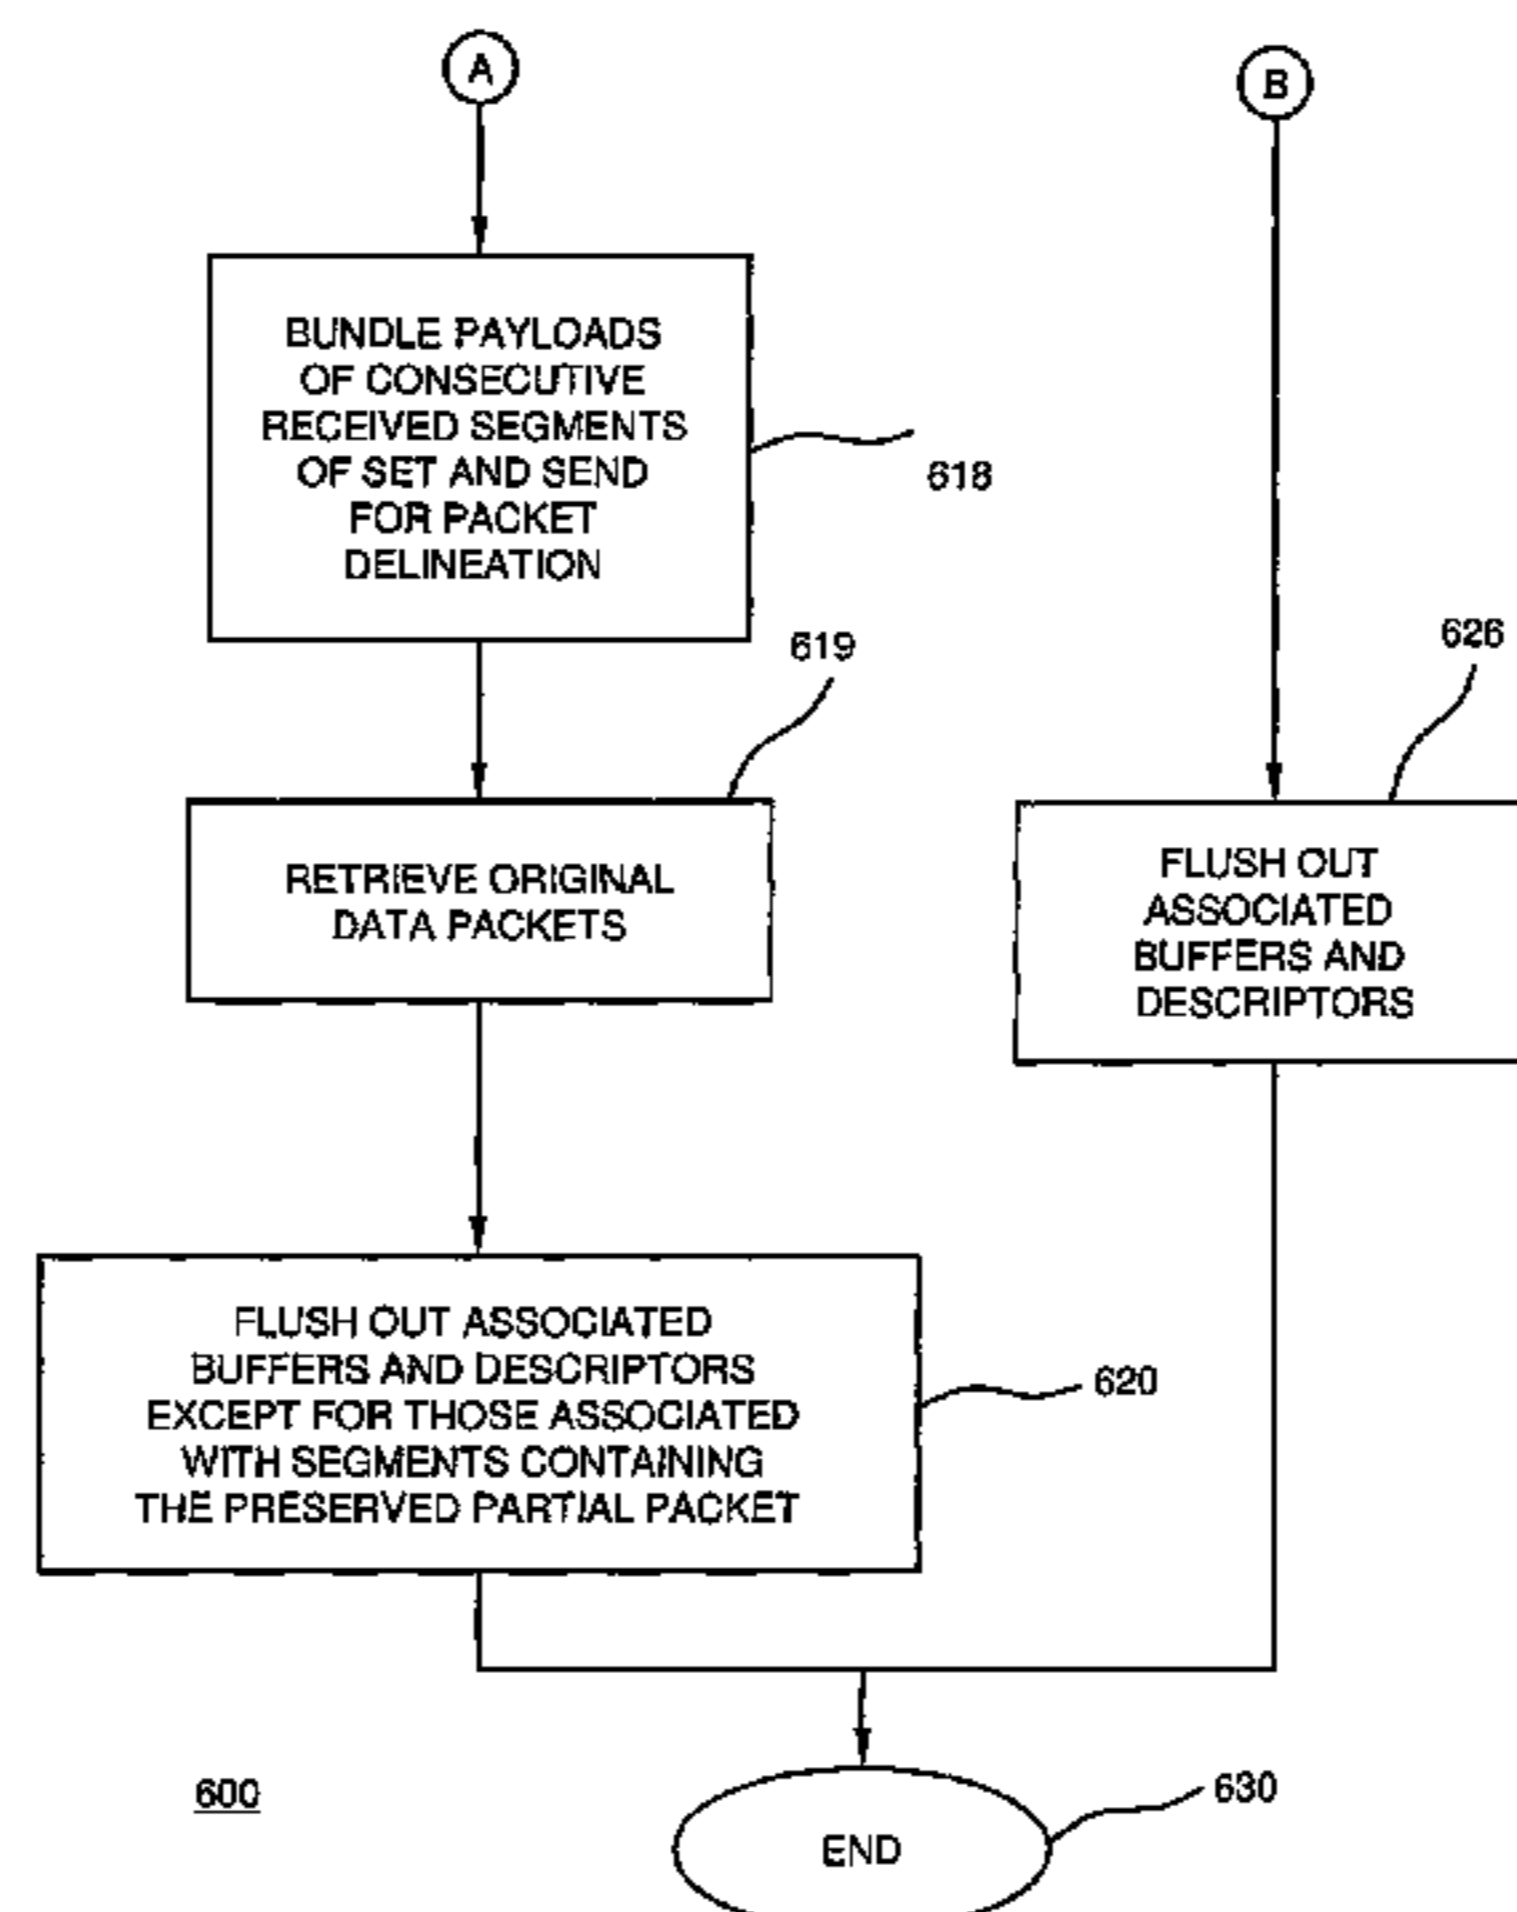 A
B
BUNDLE PAYLOADS
OF CONSECUTIVE
RECEIVED SEGMENTS
OF SET AND SEND
FOR PACKET
DELINEATION
618
619
626
RETRIEVE ORIGINAL
DATA PACKETS
FLUSH OUT
ASSOCIATED
BUFFERS AND
DESCRIPTORS
FLUSH OUT ASSOCIATED
BUFFERS AND DESCRIPTORS
EXCEPT FOR THOSE ASSOCIATED
WITH SEGMENTS CONTAINING
THE PRESERVED PARTIAL PACKET
620
600
630
END